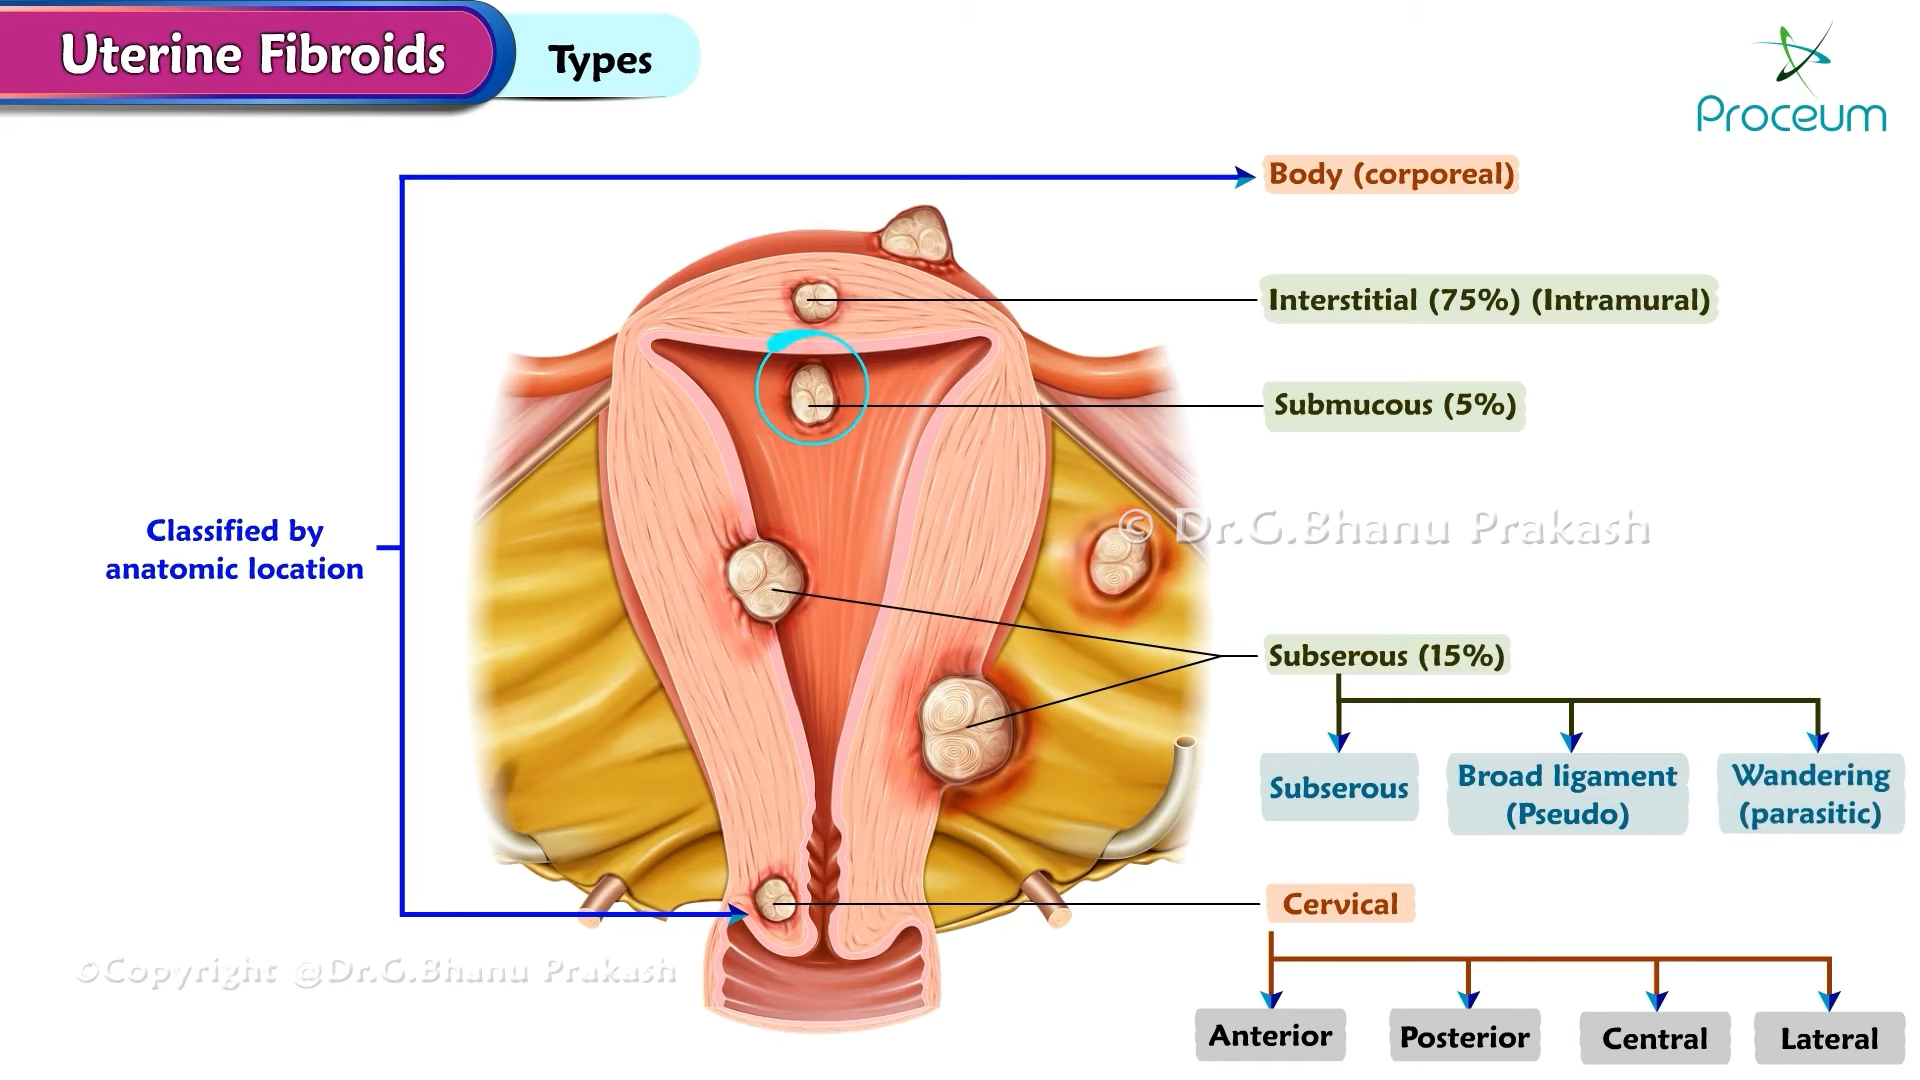 Uterine Fibroids
Types
Proceum
Body (corporeal)
Interstitial (75%) (Intramural)
Submucous (5%)
© Dr.G.Bhanu Prakash
Classified by
anatomic location
Subserous (15%)
Subserous
Broad ligament
(Pseudo)
Wandering
(parasitic)
Cervical
©Copyright @Dr.G.Bhanu Prakash
Anterior
Posterior
Central
Lateral